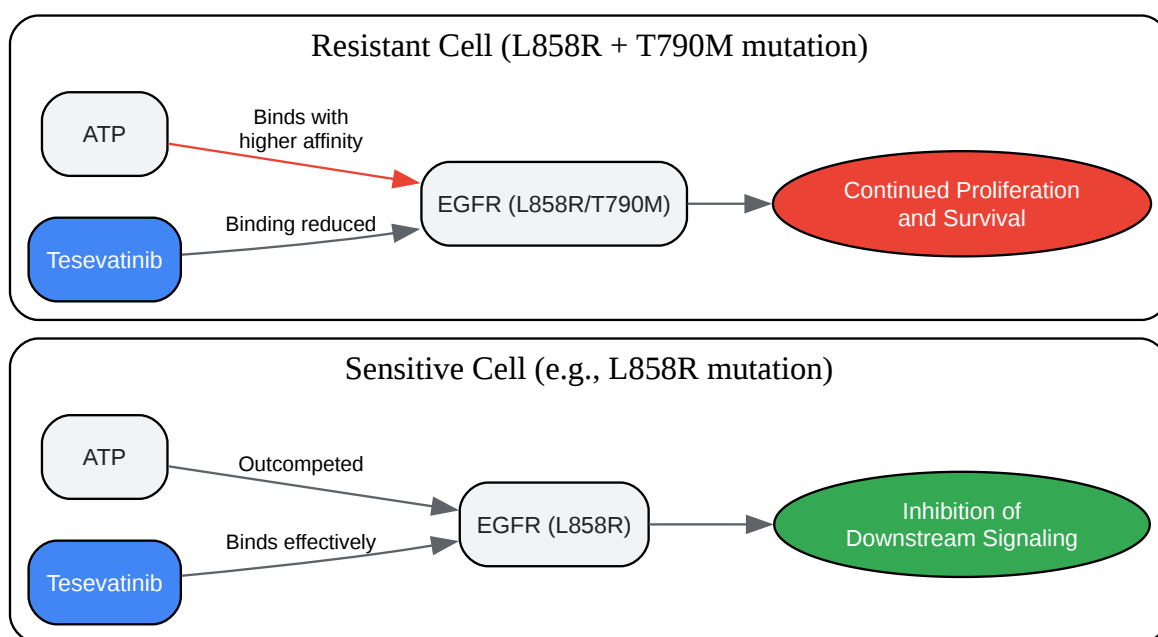 Resistant Cell (L858R + T790M mutation)
ATP
Binds with
higher affinity
Tesevatinib
Binding reduced
EGFR (L858R/T790M)
Continued Proliferation
and Survival
Sensitive Cell (e.g., L858R mutation)
ATP
Outcompeted
Tesevatinib
Binds effectively
EGFR (L858R)
Inhibition of
Downstream Signaling